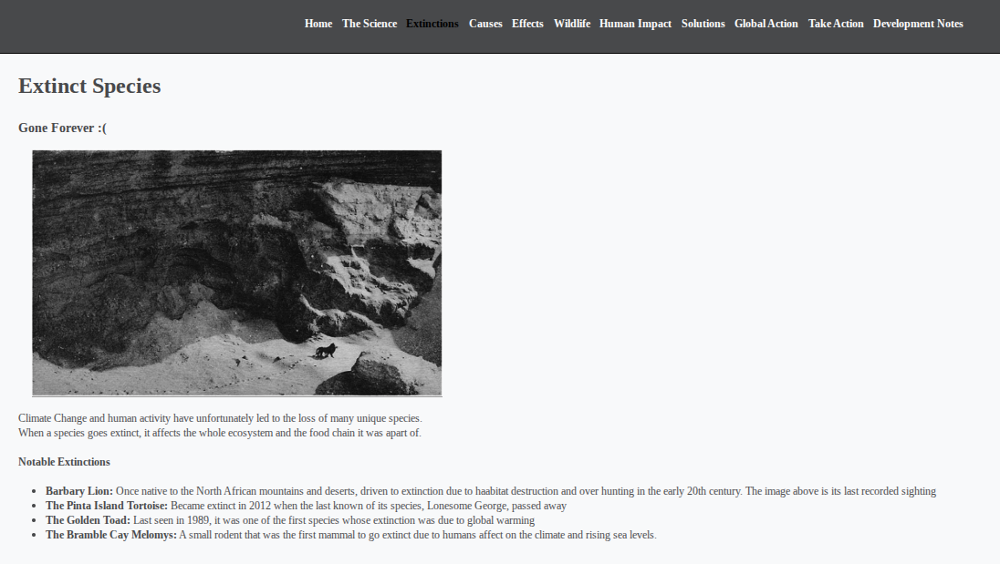 Home The Science Extinctions Causes Effects Wildlife Human Impact Solutions Global Action Take Action Development Notes
Extinct Species
Gone Forever :(
Climate Change and human activity have unfortunately led to the loss of many unique species.
When a species goes extinct, it affects the whole ecosystem and the food chain it was apart of.
Notable Extinctions
• Barbary Lion: Once native to the North African mountains and deserts, driven to extinction due to haabitat destruction and over hunting in the early 20th century. The image above is its last recorded sighting
• The Pinta Island Tortoise: Became extinct in 2012 when the last known of its species, Lonesome George, passed away
• The Golden Toad: Last seen in 1989, it was one of the first species whose extinction was due to global warming
• The Bramble Cay Melomys: A small rodent that was the first mammal to go extinct due to humans affect on the climate and rising sea levels.